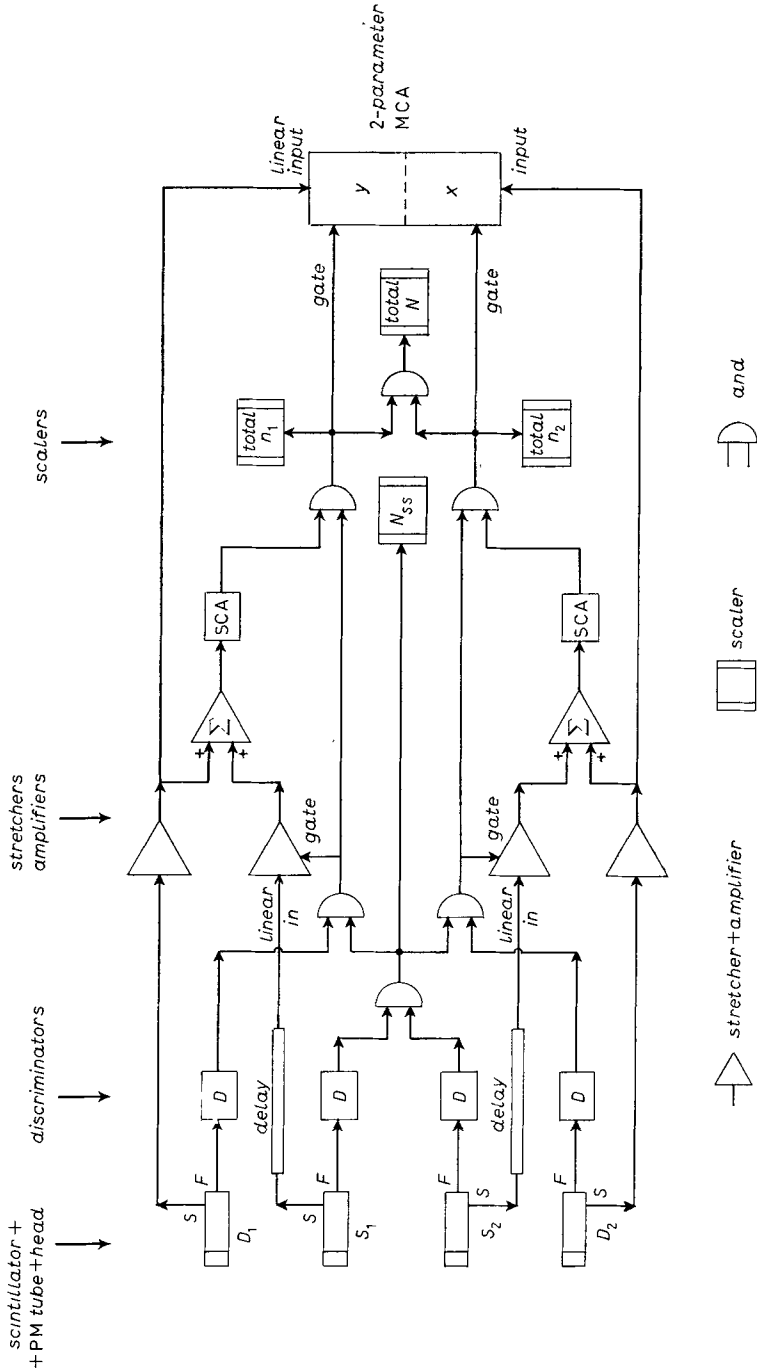 scintillator +
+ PM tube + head
discriminators
stretchers
amplifiers
scalers
S
F
D₁
D
delay
S
F
S₁
D
F
S
S₂
D
delay
F
S
D₂
D
linear
in
gate
linear
in
gate
+
+
Σ
SCA
+
+
Σ
SCA
N_SS
total
n₁
total
N
total
n₂
gate
gate
linear
input
y
x
input
2-parameter
MCA
stretcher + amplifier
scaler
and